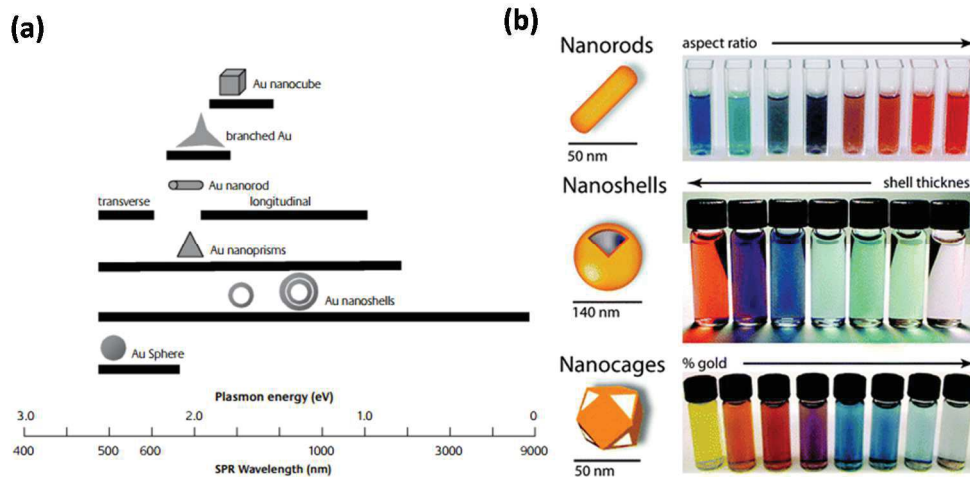 (a)
Au nanocube
branched Au
Au nanorod
transverse
longitudinal
Au nanoprisms
Au nanoshells
Au Sphere
Plasmon energy (eV)
3.0 2.0 1.0 0
400 500 600 1000 3000 9000
SPR Wavelength (nm)
(b)
Nanorods
aspect ratio
50 nm
Nanoshells
shell thicknes
140 nm
Nanocages
% gold
50 nm